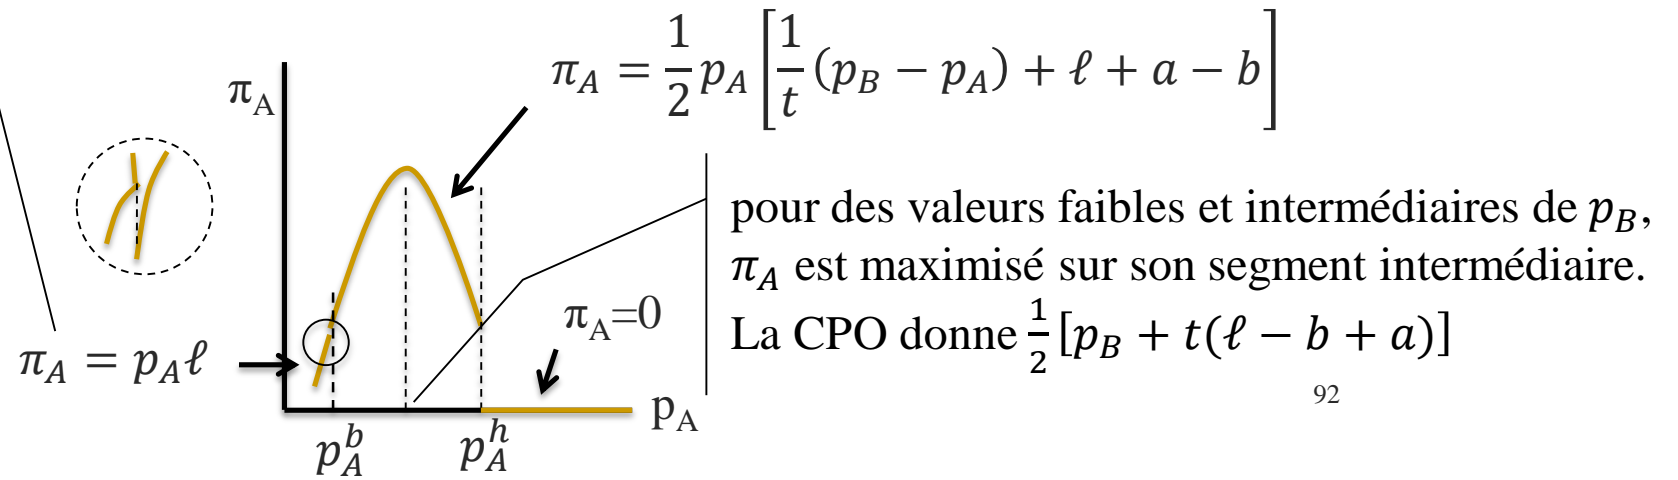 π_A = 1/2 p_A [1/t (p_B − p_A) + ℓ + a − b]
π_A
pour des valeurs faibles et intermédiaires de p_B,
π_A est maximisé sur son segment intermédiaire.
La CPO donne 1/2 [p_B + t(ℓ − b + a)]
π_A=0
π_A = p_A ℓ
92
p_A
p_A^b
p_A^h